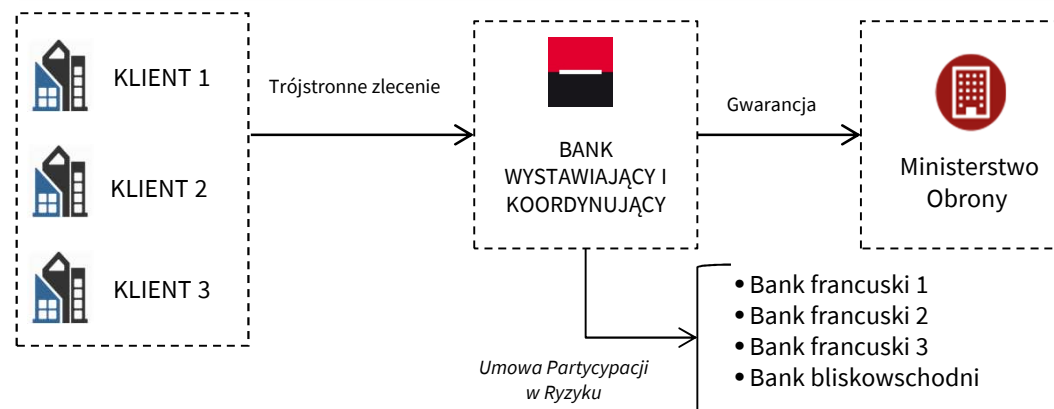 KLIENT 1
KLIENT 2
KLIENT 3
Trójstronne zlecenie
BANK
WYSTAWIAJĄCY I
KOORDYNUJĄCY
Gwarancja
Ministerstwo
Obrony
Umowa Partycypacji
w Ryzyku
• Bank francuski 1
• Bank francuski 2
• Bank francuski 3
• Bank bliskowschodni